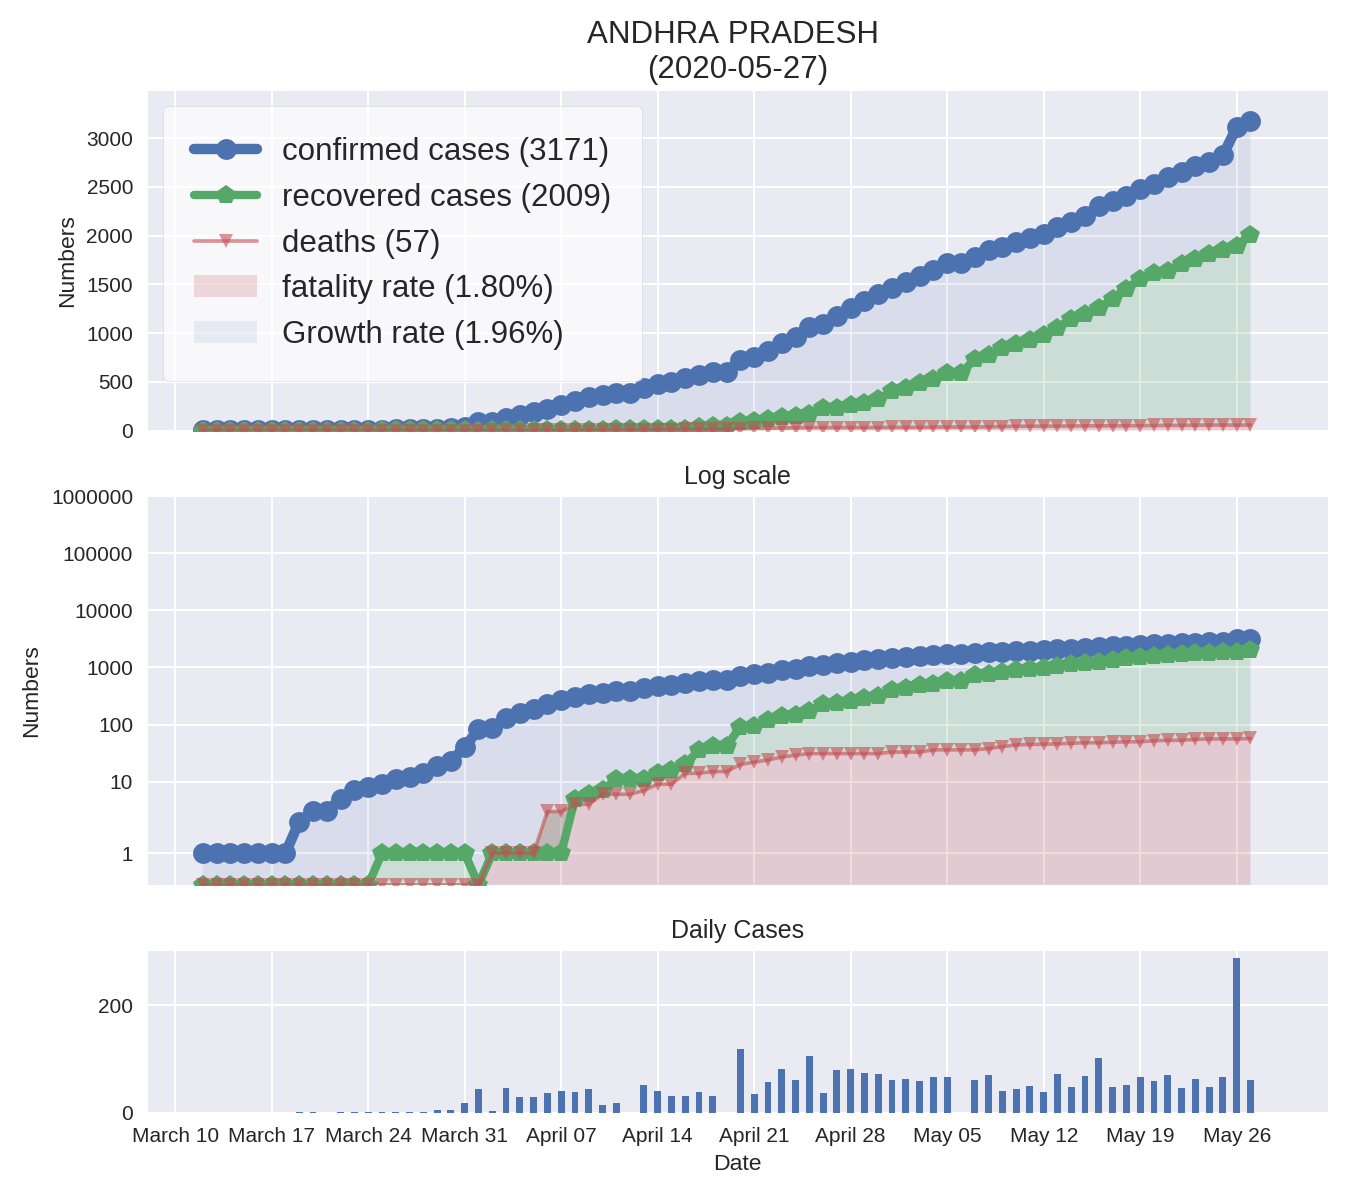 ANDHRA PRADESH
(2020-05-27)
Numbers
3000
2500
2000
1500
1000
500
0
confirmed cases (3171)
recovered cases (2009)
deaths (57)
fatality rate (1.80%)
Growth rate (1.96%)
Log scale
Numbers
1000000
100000
10000
1000
100
10
1
Daily Cases
200
0
March 10 March 17 March 24 March 31 April 07 April 14 April 21 April 28 May 05 May 12 May 19 May 26
Date